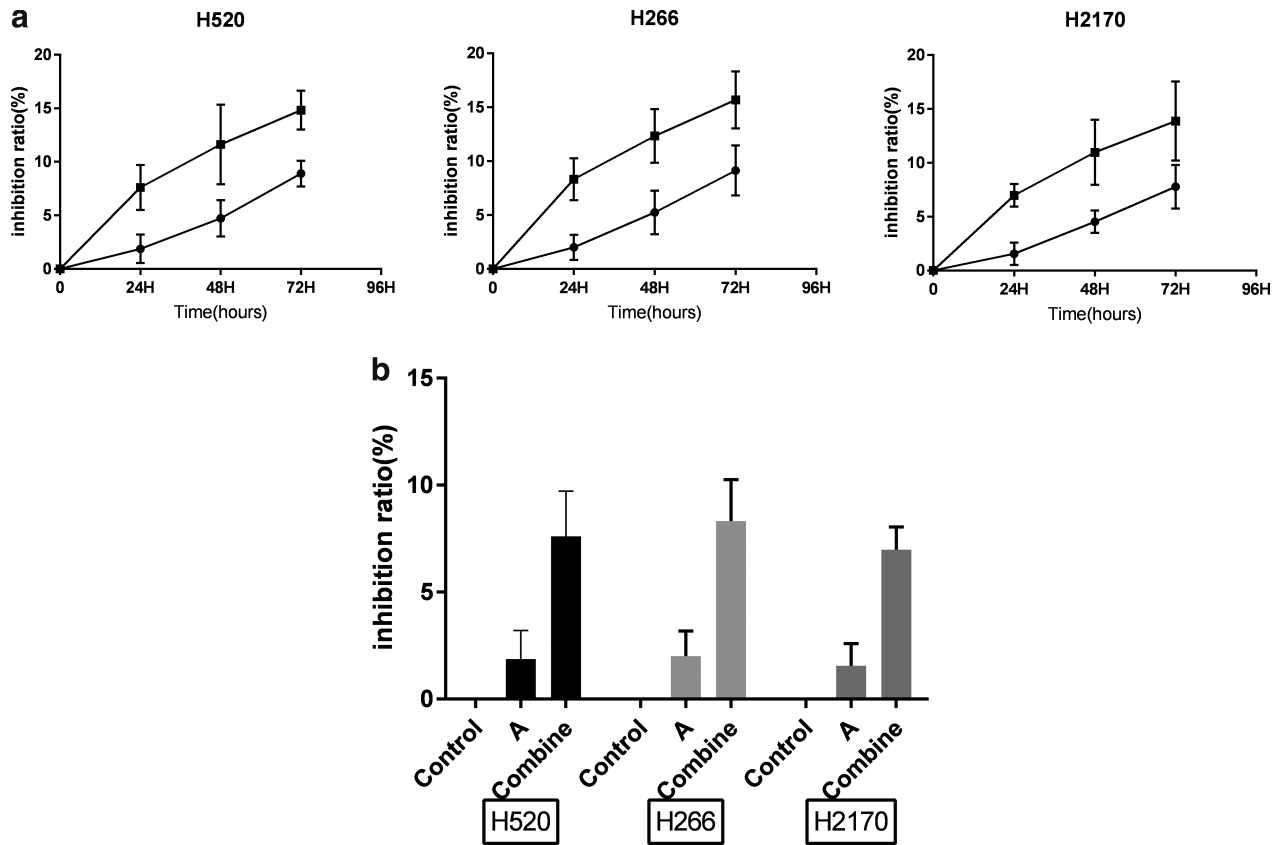 a
H520
H266
H2170
inhibition ratio(%)
20
15
10
5
0
0 24H 48H 72H 96H
Time(hours)
inhibition ratio(%)
20
15
10
5
0
0 24H 48H 72H 96H
Time(hours)
inhibition ratio(%)
20
15
10
5
0
0 24H 48H 72H 96H
Time(hours)
b
inhibition ratio(%)
15
10
5
0
Control
A
Combine
Control
A
Combine
Control
A
Combine
H520
H266
H2170